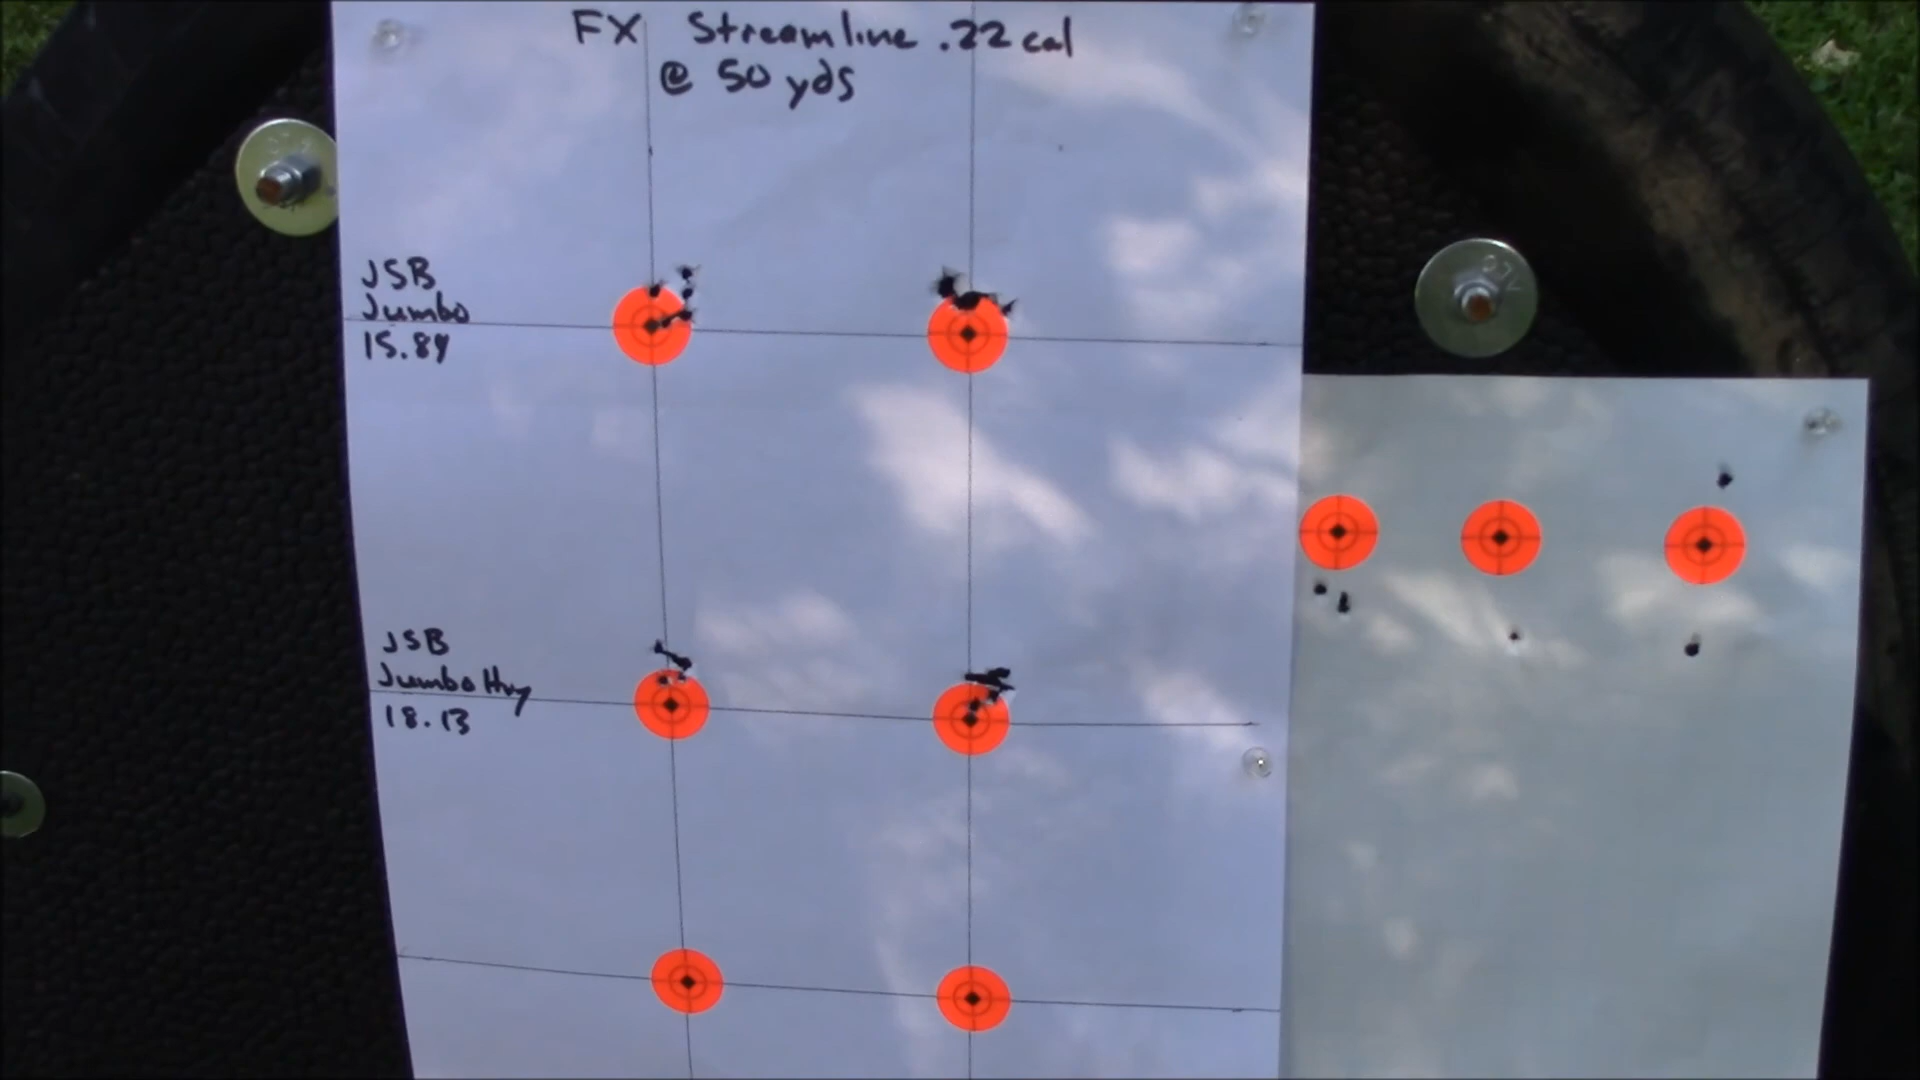 FX Streamline .22 cal
@ 50 yds
JSB
Jumbo
15.89
JSB
Jumbo Hvy
18.13